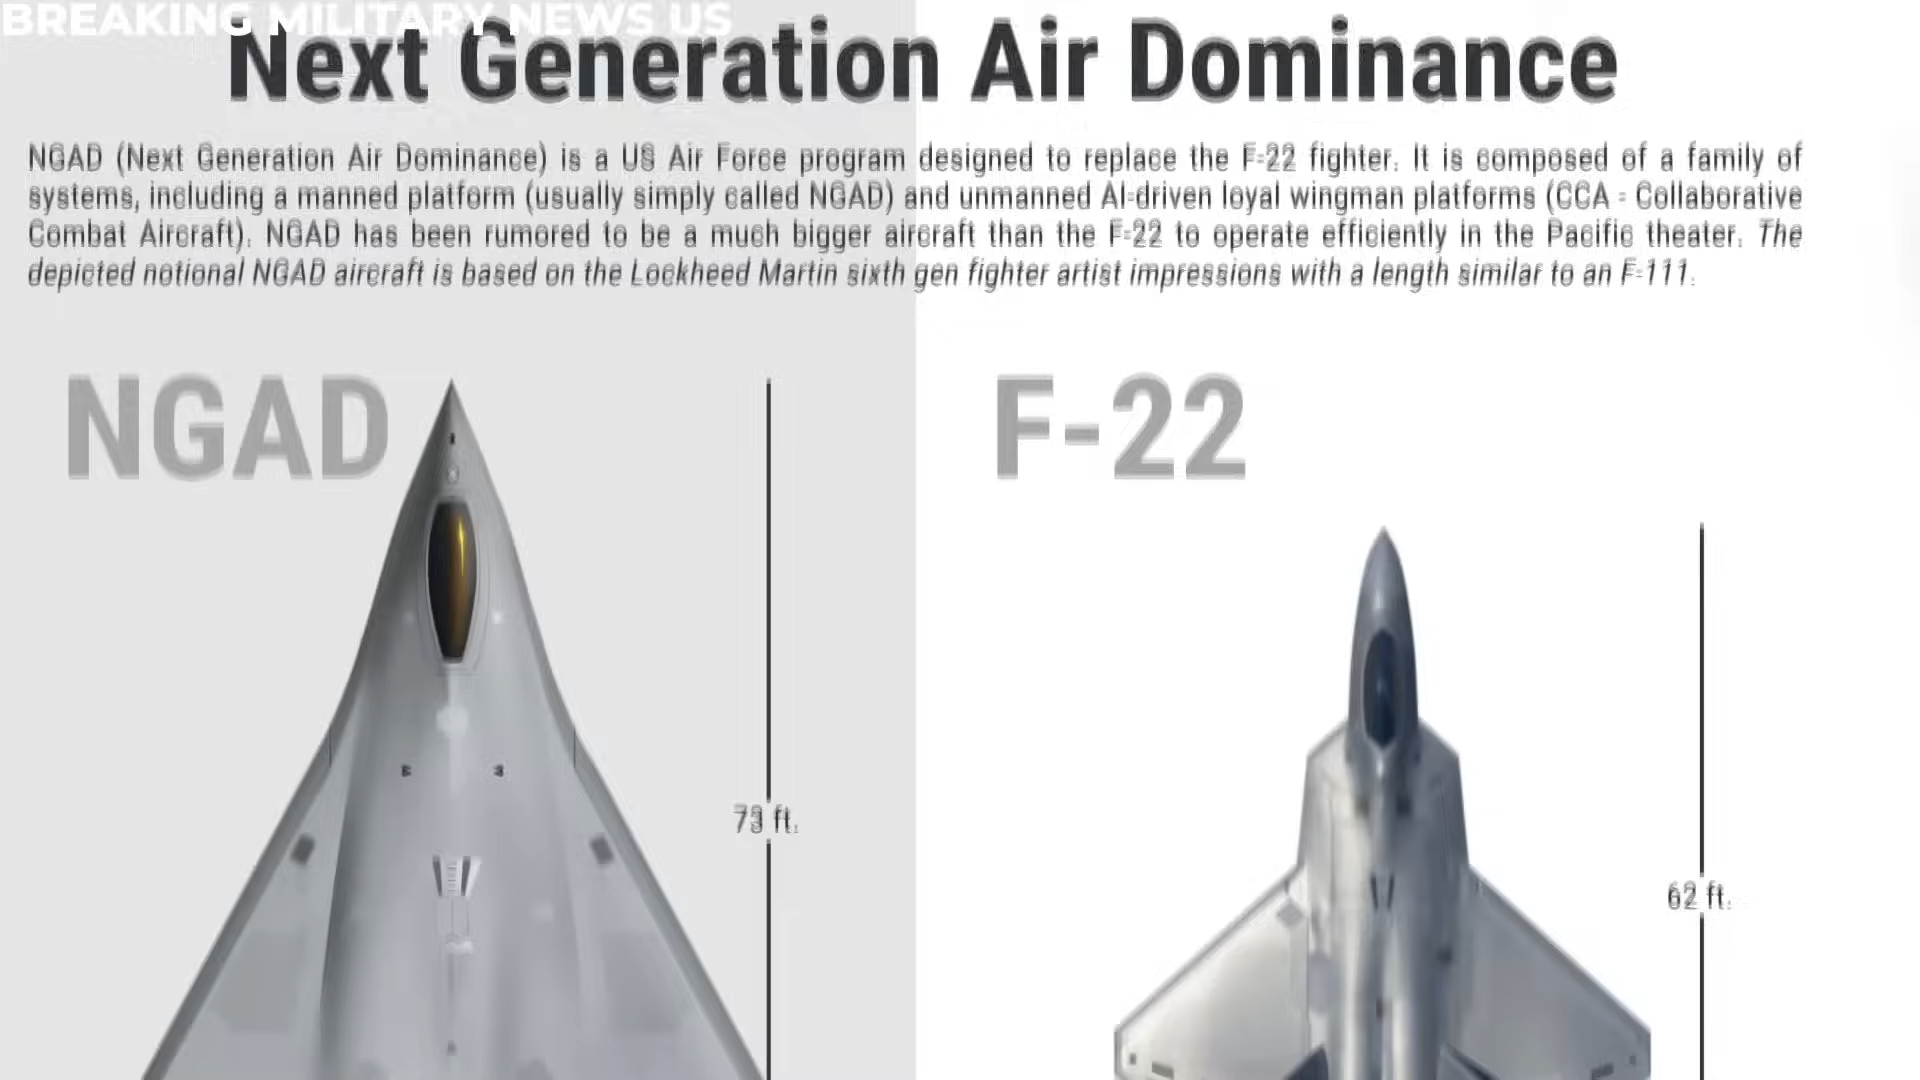 BREAKING MILITARY NEWS US
Next Generation Air Dominance
NGAD (Next Generation Air Dominance) is a US Air Force program designed to replace the F-22 fighter. It is composed of a family of
systems, including a manned platform (usually simply called NGAD) and unmanned AI-driven loyal wingman platforms (CCA - Collaborative
Combat Aircraft). NGAD has been rumored to be a much bigger aircraft than the F-22 to operate efficiently in the Pacific theater. The
depicted notional NGAD aircraft is based on the Lockheed Martin sixth gen fighter artist impressions with a length similar to an F-111.
NGAD
F-22
73 ft.
62 ft.